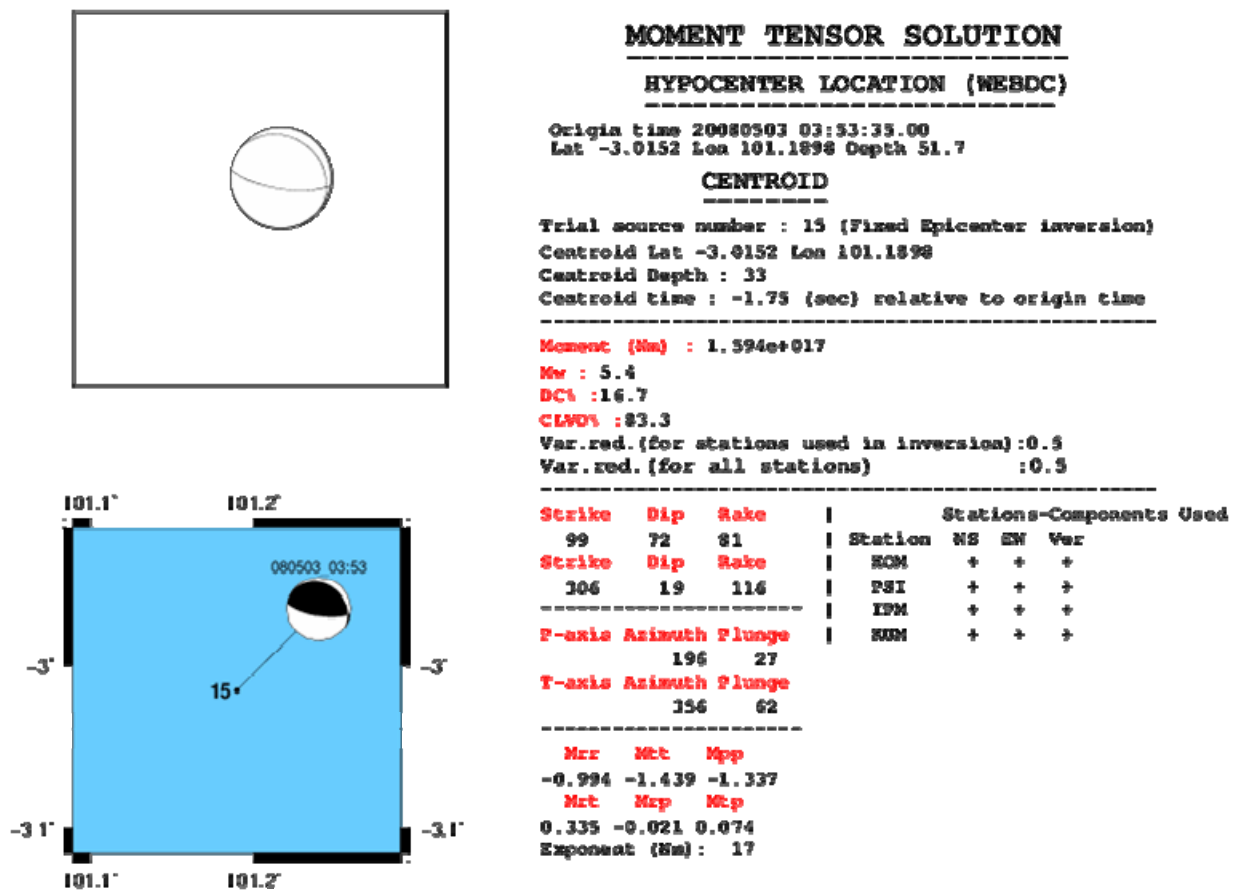 MOMENT TENSOR SOLUTION
HYPOCENTER LOCATION (WEBDC)
Origin time 20080503 03:53:35.00
Lat -3.0152 Lon 101.1898 Depth 51.7
CENTROID
Trial source number : 15 (Fixed Epicenter inversion)
Centroid Lat -3.0152 Lon 101.1898
Centroid Depth : 33
Centroid time : -1.75 (sec) relative to origin time
Moment (Nm) : 1.594e+017
Mw : 5.4
DC% :16.7
CLVD% :83.3
Var.red.(for stations used in inversion):0.5
Var.red.(for all stations) :0.5
Strike Dip Rake | Stations-Components Used
99 72 81 | Station NS EW Ver
Strike Dip Rake | + + +
306 19 116 | PSI + + +
| IPM + + +
P-axis Azimuth Plunge | + + +
196 27
T-axis Azimuth Plunge
356 62
Mrr Mtt Mpp
-0.994 -1.439 -1.337
Mrt Mrp Mtp
0.335 -0.021 0.074
Exponent (Nm): 17
101.1° 101.2°
080503 03:53
-3° -3°
15
-3.1° -3.1°
101.1° 101.2°